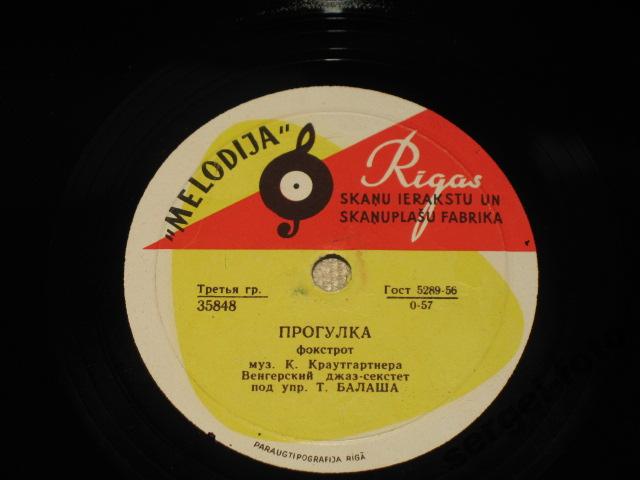 "MELODIJA"
Rīgas
SKAŅU IERAKSTU UN
SKAŅUPLAŠU FABRIKA
Третья гр.
35848
Гост 5289-56
0-57
ПРОГУЛКА
фокстрот
муз. К. Краутгартнера
Венгерский джаз-секстет
под упр. Т. БАЛАША
PARAUGTIPOGRAFIJA RĪGĀ